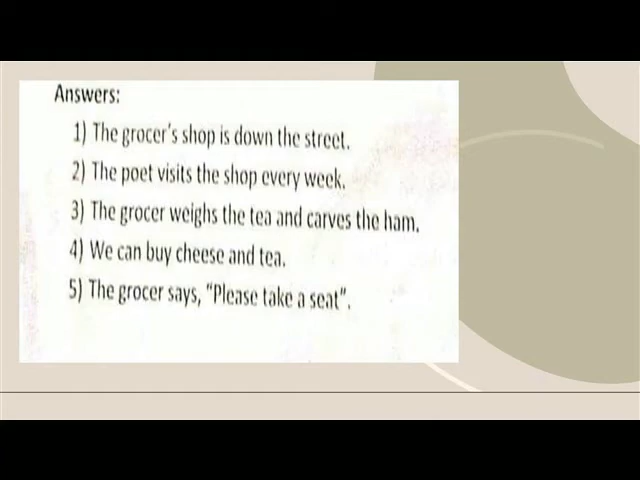 Answers:
1) The grocer's shop is down the street.
2) The poet visits the shop every week.
3) The grocer weighs the tea and carves the ham.
4) We can buy cheese and tea.
5) The grocer says, “Please take a seat”.